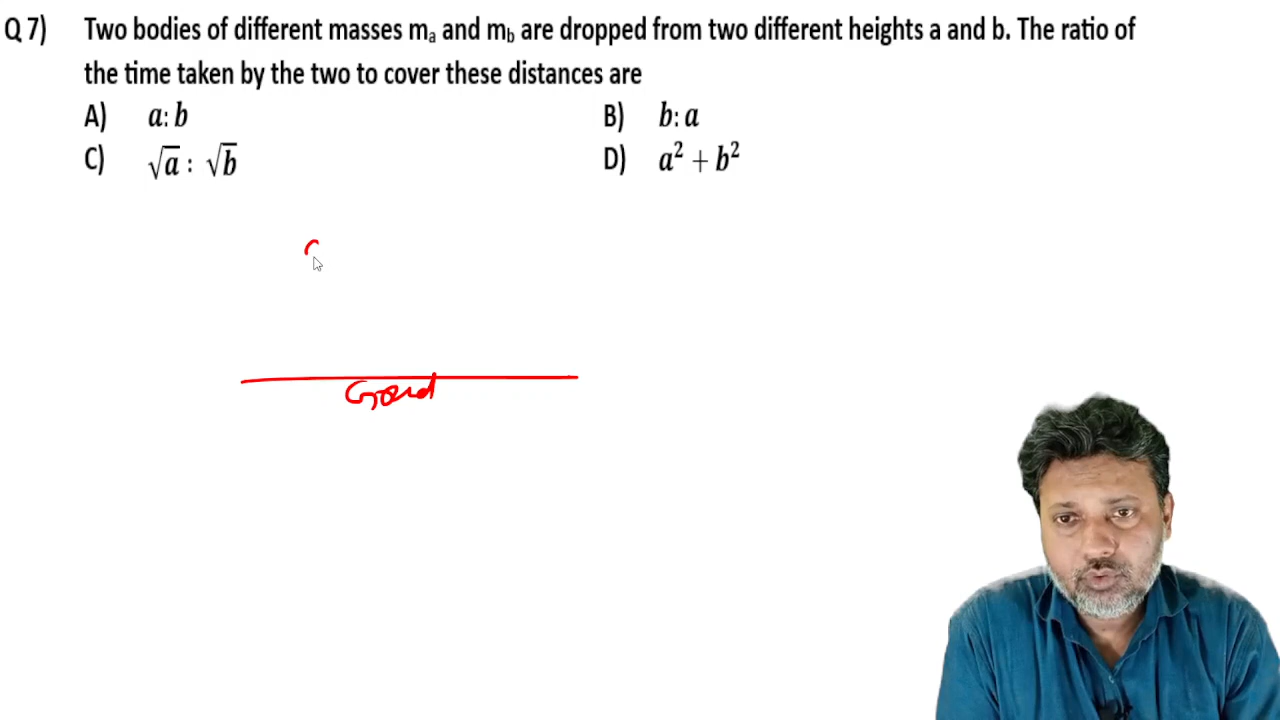 Q 7) Two bodies of different masses mₐ and m_b are dropped from two different heights a and b. The ratio of
the time taken by the two to cover these distances are
A) a: b B) b: a
C) √a : √b D) a² + b²